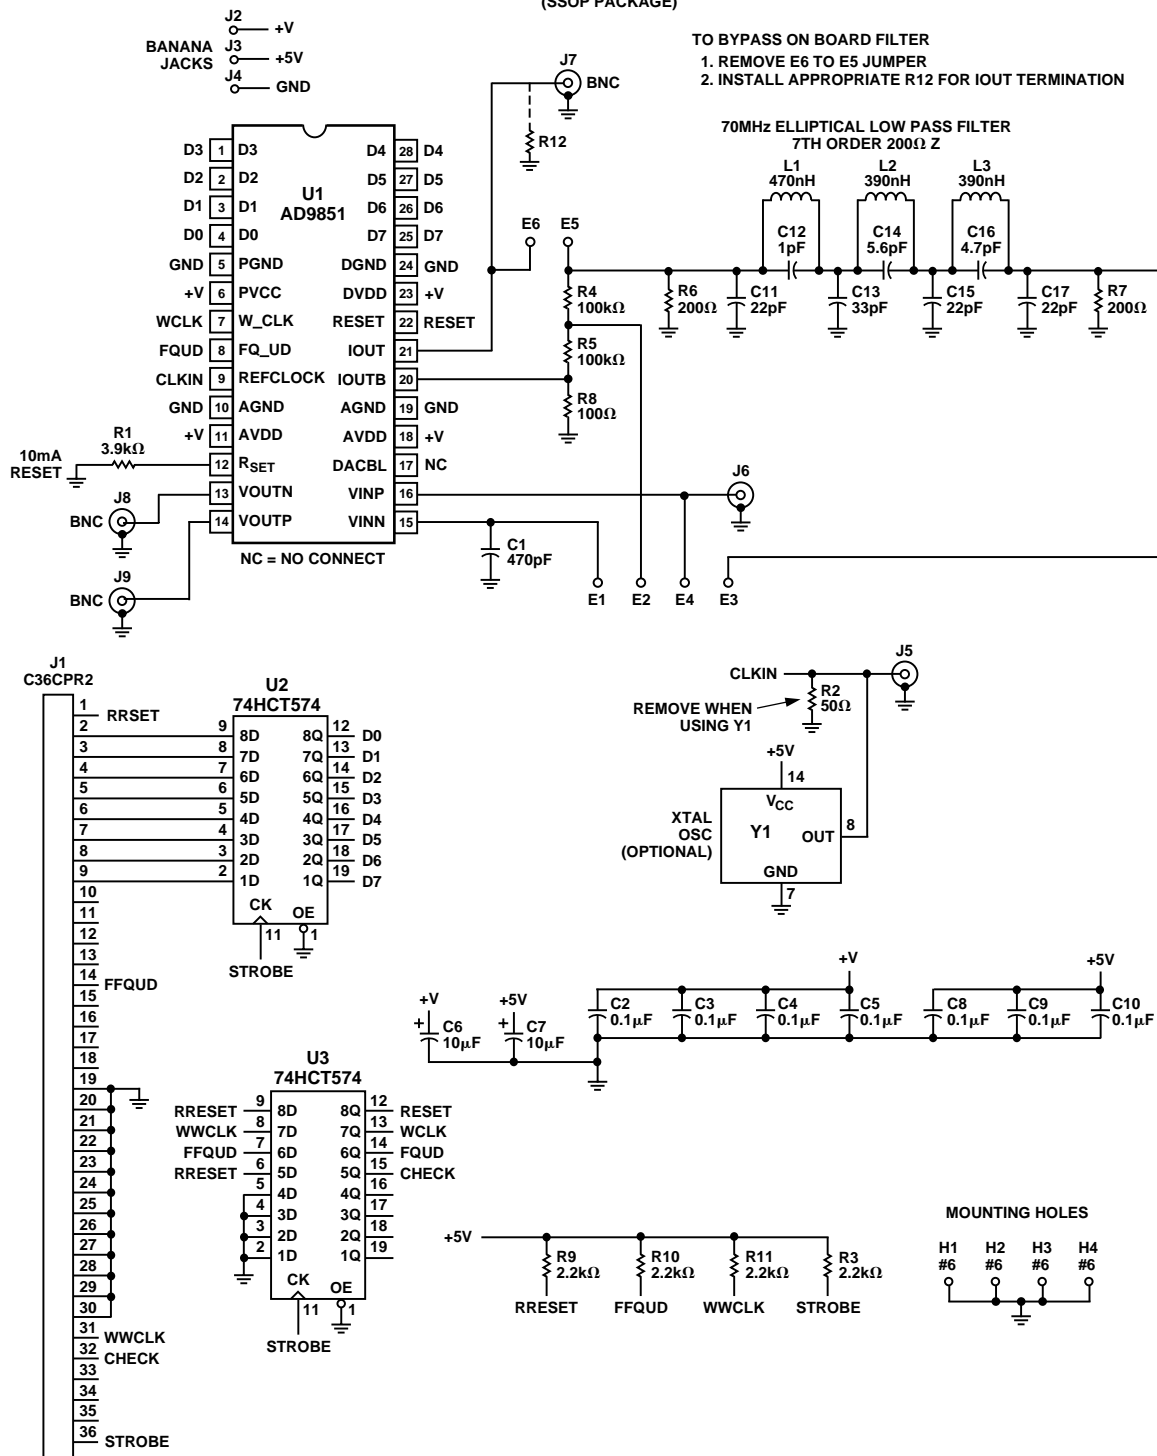 (SSOP PACKAGE)
J2
+V
BANANA
JACKS
J3
+5V
J4
GND
J7
BNC
R12
TO BYPASS ON BOARD FILTER
1. REMOVE E6 TO E5 JUMPER
2. INSTALL APPROPRIATE R12 FOR IOUT TERMINATION
70MHz ELLIPTICAL LOW PASS FILTER
7TH ORDER 200Ω Z
L1
470nH
L2
390nH
L3
390nH
C12
1pF
C14
5.6pF
C16
4.7pF
R6
200Ω
C11
22pF
C13
33pF
C15
22pF
C17
22pF
R7
200Ω
E6
E5
R4
100kΩ
R5
100kΩ
R8
100Ω
U1
AD9851
D3 1 D3 D4 28 D4
D2 2 D2 D5 27 D5
D1 3 D1 D6 26 D6
D0 4 D0 D7 25 D7
GND 5 PGND DGND 24 GND
+V 6 PVCC DVDD 23 +V
WCLK 7 W_CLK RESET 22 RESET
FQUD 8 FQ_UD IOUT 21
CLKIN 9 REFCLOCK IOUTB 20
GND 10 AGND AGND 19 GND
+V 11 AVDD AVDD 18 +V
12 RSET DACBL 17 NC
13 VOUTN VINP 16
14 VOUTP VINN 15
R1
3.9kΩ
10mA
RESET
J8
BNC
J9
BNC
NC = NO CONNECT
C1
470pF
J6
E1
E2
E4
E3
J1
C36CPR2
1
RRSET
2
3
4
5
6
7
8
9
10
11
12
13
14
FFQUD
15
16
17
18
19
20
21
22
23
24
25
26
27
28
29
30
31
WWCLK
32
CHECK
33
34
35
36
STROBE
U2
74HCT574
9 8D 8Q 12 D0
8 7D 7Q 13 D1
7 6D 6Q 14 D2
6 5D 5Q 15 D3
5 4D 4Q 16 D4
4 3D 3Q 17 D5
3 2D 2Q 18 D6
2 1D 1Q 19 D7
CK
OE
11
1
STROBE
U3
74HCT574
RRESET 9 8D 8Q 12 RESET
WWCLK 8 7D 7Q 13 WCLK
FFQUD 7 6D 6Q 14 FQUD
RRESET 6 5D 5Q 15 CHECK
5 4D 4Q 16
4 3D 3Q 17
3 2D 2Q 18
2 1D 1Q 19
CK
OE
11
1
STROBE
CLKIN
J5
R2
50Ω
REMOVE WHEN
USING Y1
+5V
14
VCC
XTAL
OSC
(OPTIONAL)
Y1
OUT
8
GND
7
+V
+
C6
10µF
+5V
+
C7
10µF
+V
C2
0.1µF
C3
0.1µF
C4
0.1µF
C5
0.1µF
+5V
C8
0.1µF
C9
0.1µF
C10
0.1µF
+5V
R9
2.2kΩ
R10
2.2kΩ
R11
2.2kΩ
R3
2.2kΩ
RRESET
FFQUD
WWCLK
STROBE
MOUNTING HOLES
H1
#6
H2
#6
H3
#6
H4
#6